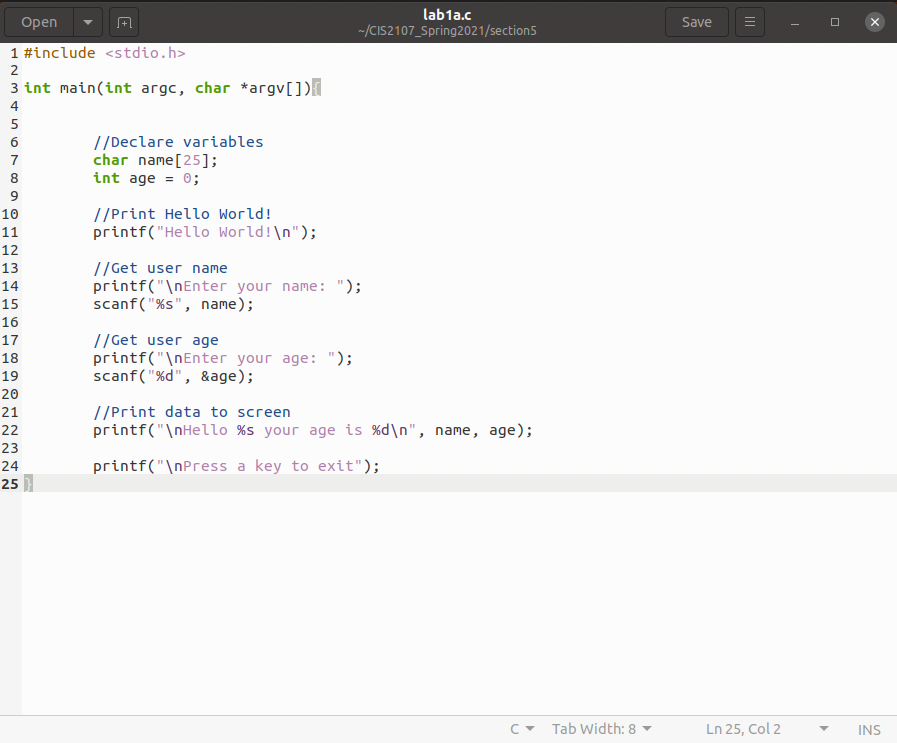 Open
lab1a.c
~/CIS2107_Spring2021/section5
Save
1 #include <stdio.h>
2
3 int main(int argc, char *argv[]){
4
5
6         //Declare variables
7         char name[25];
8         int age = 0;
9
10         //Print Hello World!
11         printf("Hello World!\n");
12
13         //Get user name
14         printf("\nEnter your name: ");
15         scanf("%s", name);
16
17         //Get user age
18         printf("\nEnter your age: ");
19         scanf("%d", &age);
20
21         //Print data to screen
22         printf("\nHello %s your age is %d\n", name, age);
23
24         printf("\nPress a key to exit");
25 }
C Tab Width: 8 Ln 25, Col 2 INS